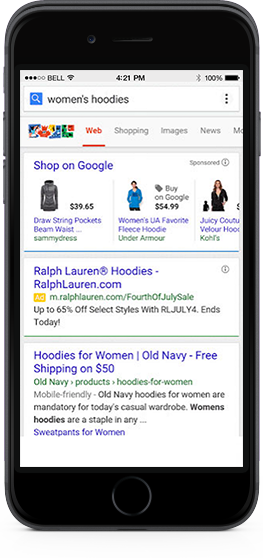 BELL 4:21 PM 100%
women's hoodies
Web Shopping Images News Mo
Shop on Google Sponsored
$39.65
Draw String Pockets
Beam Waist ...
sammydress
Buy
on Google
$54.99
Women's UA Favorite
Fleece Hoodie
Under Armour
Juicy Coutu
Velour Hood
Kohl's
Ralph Lauren® Hoodies -
RalphLauren.com
Ad m.ralphlauren.com/FourthOfJulySale
Up to 65% Off Select Styles With RLJULY4. Ends
Today!
Hoodies for Women | Old Navy - Free
Shipping on $50
Old Navy › products › hoodies-for-women
Mobile-friendly - Old Navy hoodies for women are
mandatory for today's casual wardrobe. Womens
hoodies are a staple in any ...
Sweatpants for Women